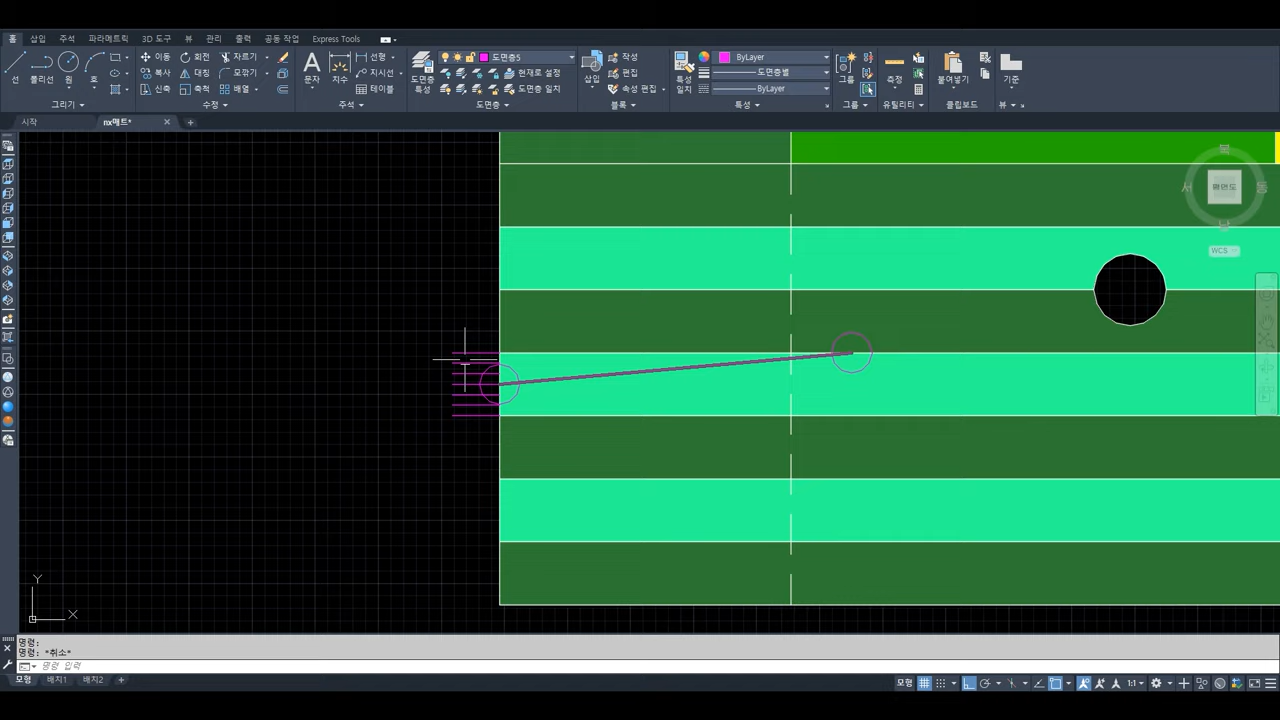 홈 삽입 주석 파라메트릭 3D 도구 뷰 관리 출력 공동 작업 Express Tools
선 폴리선 원 호
이동 회전 자르기
복사 대칭 모깎기
신축 축척 배열
문자 치수
선형
지시선
테이블
도면층 특성
도면층5
현재로 설정
도면층 일치
삽입
작성
편집
속성 편집
특성 일치
ByLayer
도면층별
ByLayer
그룹 측정 붙여넣기 기준
그리기 수정 주석 도면층 블록 특성 그룹 유틸리티 클립보드 뷰
시작 nx매트*
북
서 평면도 동
WCS
Y
X
명령:
명령: *취소*
명령 입력
모형 배치1 배치2
모형 1:1